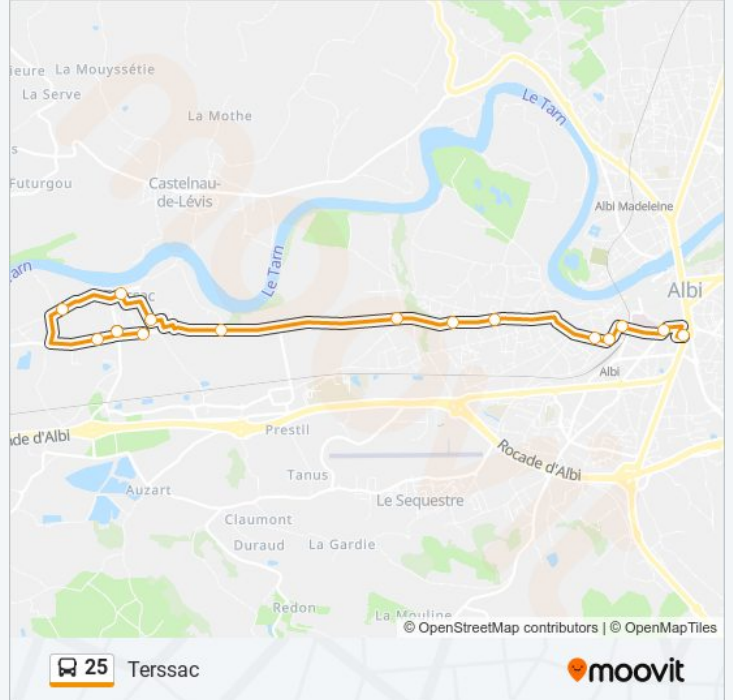 ieure
La Mouyssétie
La Serve
Le Tarn
La Mothe
s
Futurgou
Castelnau-
de-Lévis
Albi Madeleine
Le Tarn
arn
Albi
Albi
Prestil
de d'Albi
Rocade d'Albi
Tanus
Auzart
Le Sequestre
Claumont
Duraud
La Gardie
Redon
La Mouline
© OpenStreetMap contributors | © OpenMapTiles
25
Terssac
moovit